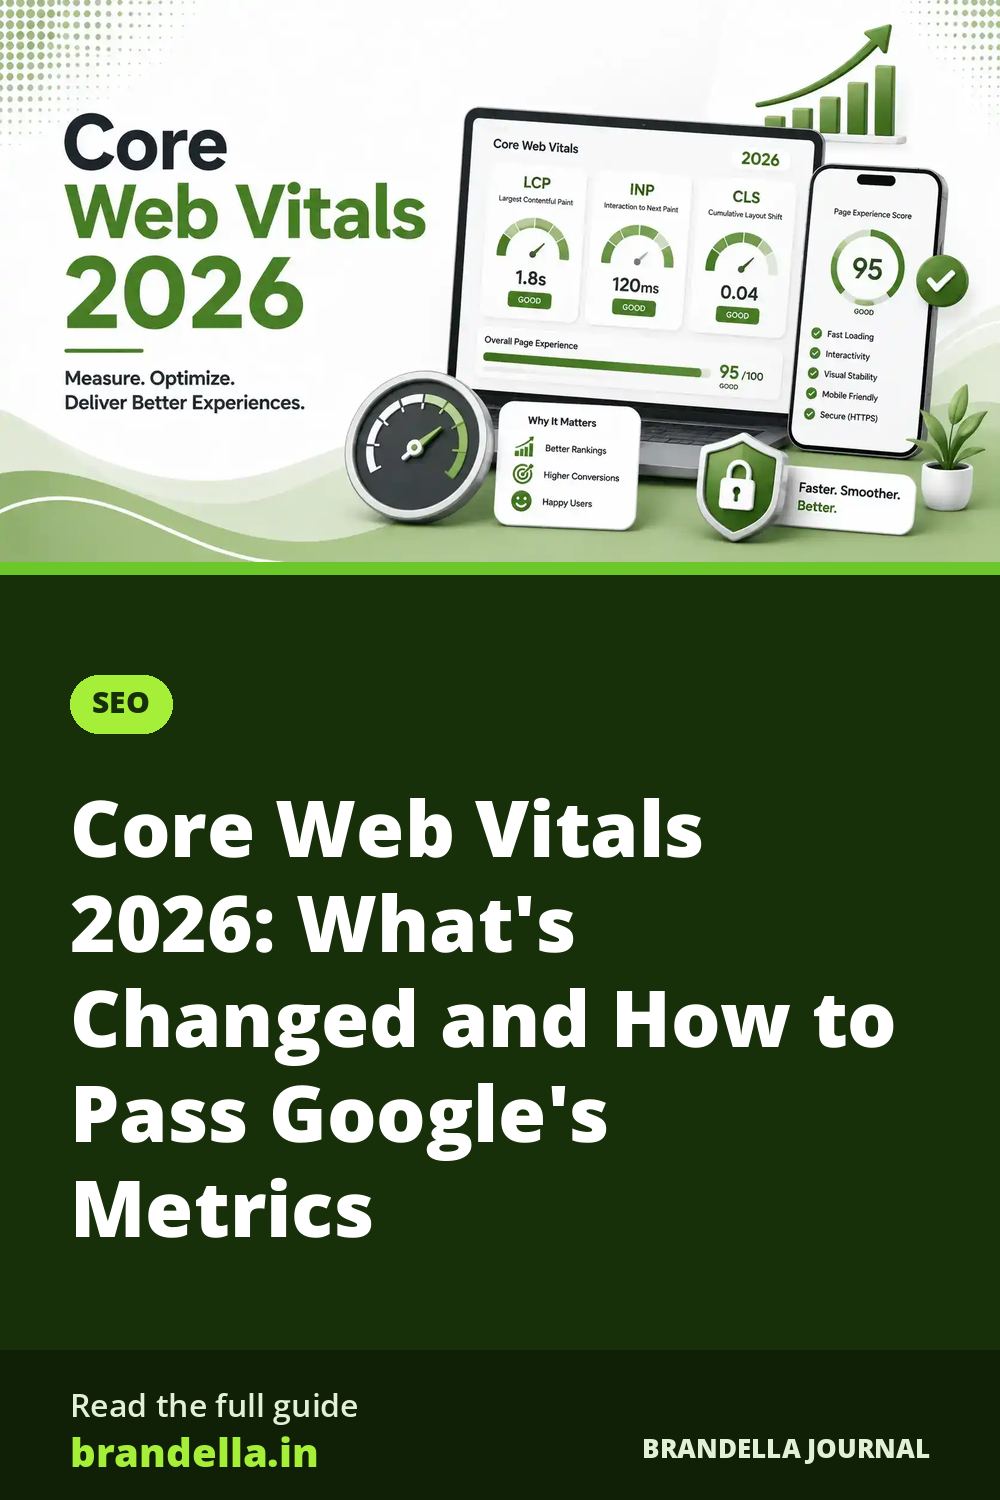 Core
Web Vitals
2026
Measure. Optimize.
Deliver Better Experiences.
Core Web Vitals
2026
LCP
Largest Contentful Paint
1.8s
GOOD
INP
Interaction to Next Paint
120ms
GOOD
CLS
Cumulative Layout Shift
0.04
GOOD
Overall Page Experience
95 /100
GOOD
Page Experience Score
95
GOOD
Fast Loading
Interactivity
Visual Stability
Mobile Friendly
Secure (HTTPS)
Why It Matters
Better Rankings
Higher Conversions
Happy Users
Faster. Smoother.
Better.
SEO
Core Web Vitals
2026: What's
Changed and How to
Pass Google's
Metrics
Read the full guide
brandella.in
BRANDELLA JOURNAL